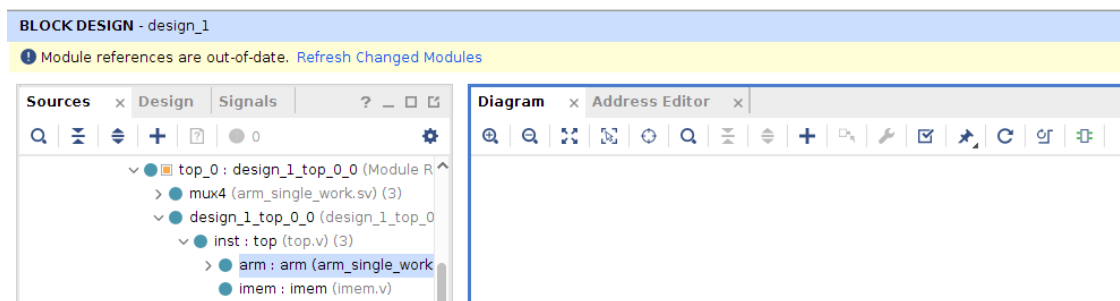 BLOCK DESIGN - design_1
Module references are out-of-date. Refresh Changed Modules
Sources Design Signals ?
Diagram Address Editor
0
top_0 : design_1_top_0_0 (Module R
mux4 (arm_single_work.sv) (3)
design_1_top_0_0 (design_1_top_0
inst : top (top.v) (3)
arm : arm (arm_single_work
imem : imem (imem.v)